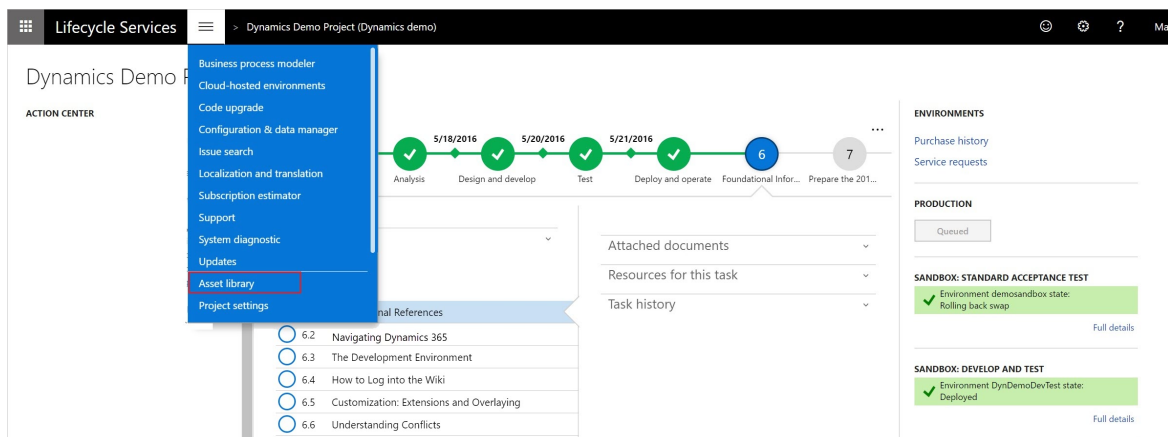 Lifecycle Services
> Dynamics Demo Project (Dynamics demo)
?
Dynamics Demo
ACTION CENTER
Business process modeler
Cloud-hosted environments
Code upgrade
Configuration & data manager
Issue search
Localization and translation
Subscription estimator
Support
System diagnostic
Updates
Asset library
Project settings
5/18/2016
5/20/2016
5/21/2016
...
6
7
Analysis
Design and develop
Test
Deploy and operate
Foundational Infor...
Prepare the 201...
Attached documents
Resources for this task
Task history
nal References
6.2 Navigating Dynamics 365
6.3 The Development Environment
6.4 How to Log into the Wiki
6.5 Customization: Extensions and Overlaying
6.6 Understanding Conflicts
ENVIRONMENTS
Purchase history
Service requests
PRODUCTION
Queued
SANDBOX: STANDARD ACCEPTANCE TEST
Environment demosandbox state:
Rolling back swap
Full details
SANDBOX: DEVELOP AND TEST
Environment DynDemoDevTest state:
Deployed
Full details